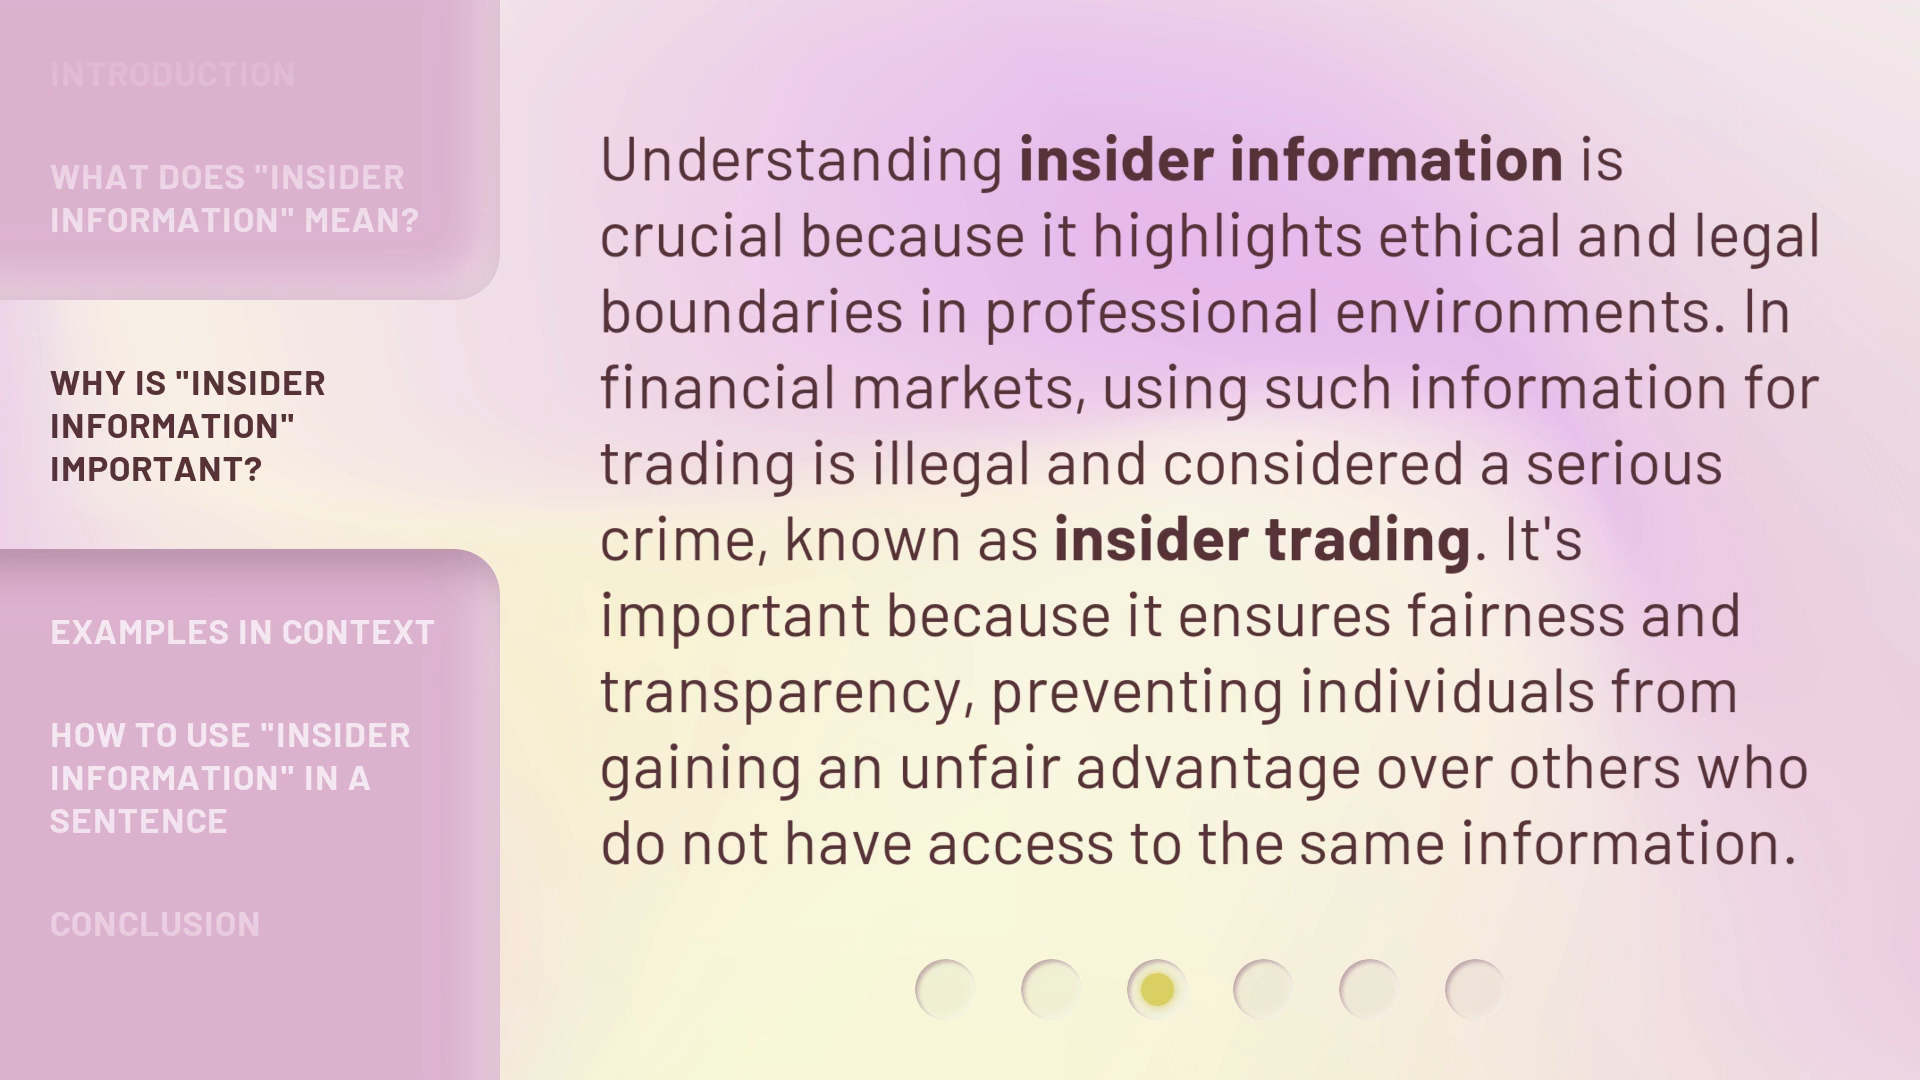 INTRODUCTION
WHAT DOES "INSIDER
INFORMATION" MEAN?
WHY IS "INSIDER
INFORMATION"
IMPORTANT?
EXAMPLES IN CONTEXT
HOW TO USE "INSIDER
INFORMATION" IN A
SENTENCE
CONCLUSION
Understanding insider information is
crucial because it highlights ethical and legal
boundaries in professional environments. In
financial markets, using such information for
trading is illegal and considered a serious
crime, known as insider trading. It's
important because it ensures fairness and
transparency, preventing individuals from
gaining an unfair advantage over others who
do not have access to the same information.